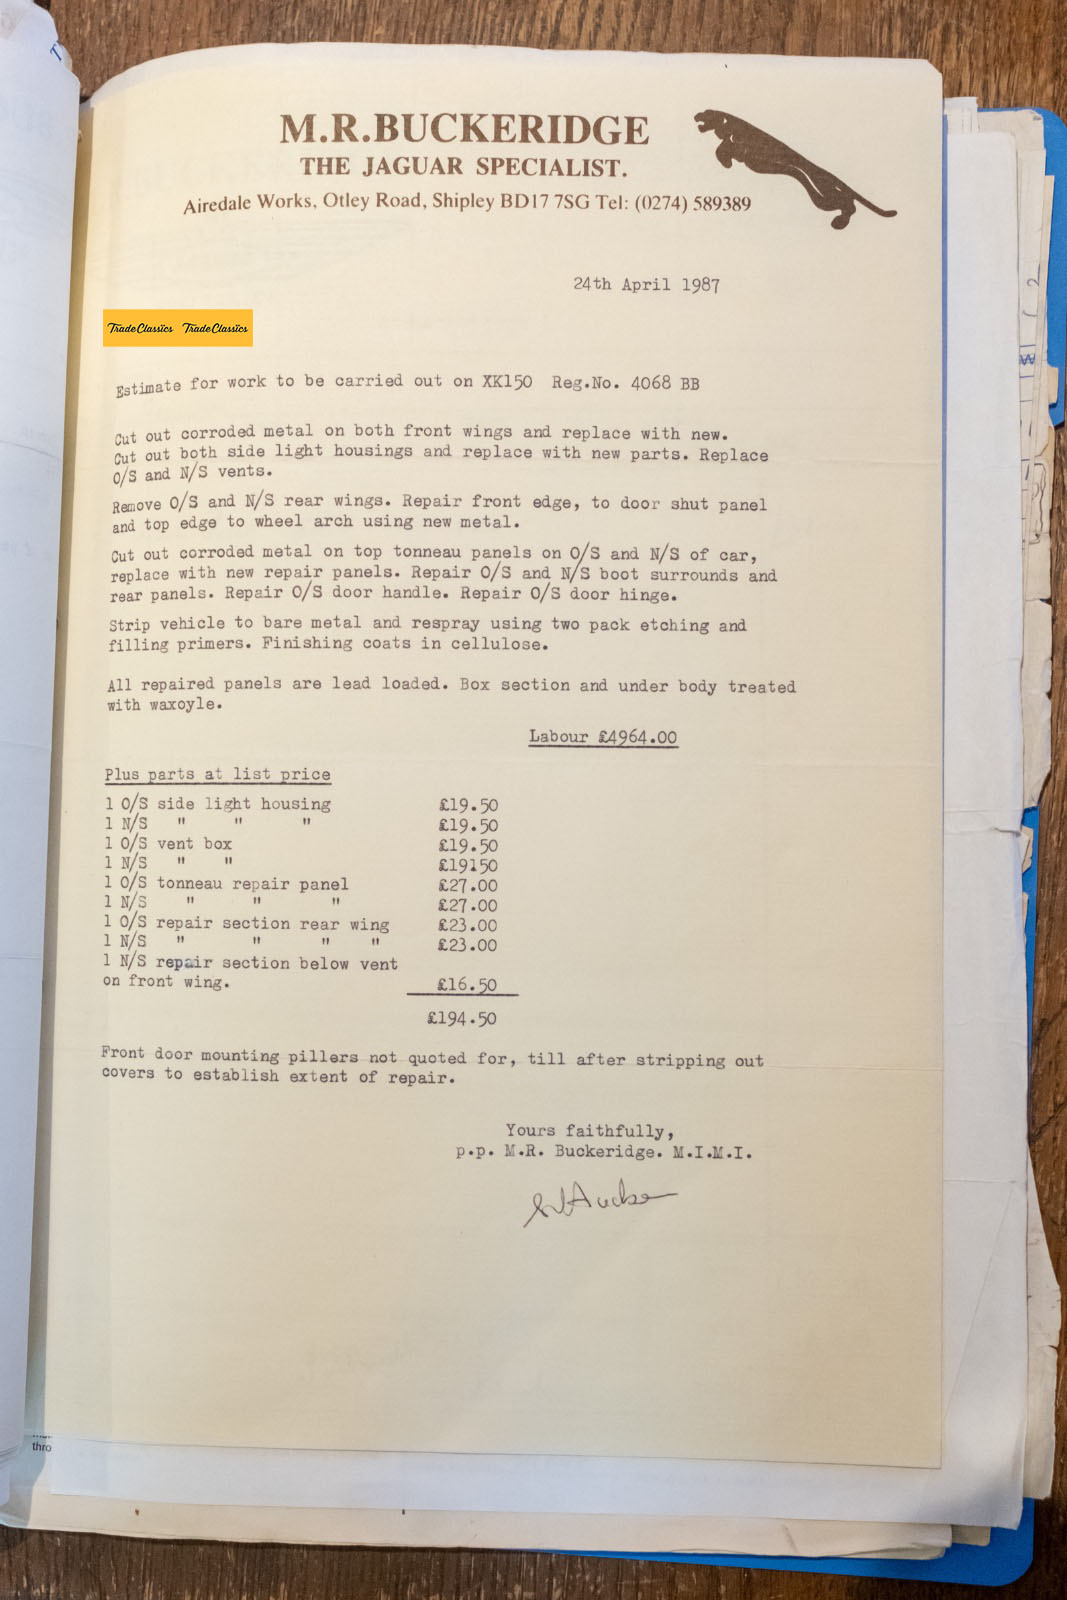 M.R.BUCKERIDGE
THE JAGUAR SPECIALIST.
Airedale Works, Otley Road, Shipley BD17 7SG Tel: (0274) 589389
24th April 1987
TradeClassics TradeClassics
Estimate for work to be carried out on XK150 Reg.No. 4068 BB
Cut out corroded metal on both front wings and replace with new.
Cut out both side light housings and replace with new parts. Replace
O/S and N/S vents.
Remove O/S and N/S rear wings. Repair front edge, to door shut panel
and top edge to wheel arch using new metal.
Cut out corroded metal on top tonneau panels on O/S and N/S of car,
replace with new repair panels. Repair O/S and N/S boot surrounds and
rear panels. Repair O/S door handle. Repair O/S door hinge.
Strip vehicle to bare metal and respray using two pack etching and
filling primers. Finishing coats in cellulose.
All repaired panels are lead loaded. Box section and under body treated
with waxoyle.
Labour £4964.00
Plus parts at list price
1 O/S side light housing £19.50
1 N/S " " " £19.50
1 O/S vent box £19.50
1 N/S " " £19150
1 O/S tonneau repair panel £27.00
1 N/S " " " £27.00
1 O/S repair section rear wing £23.00
1 N/S " " " " £23.00
1 N/S repair section below vent
on front wing. £16.50
£194.50
Front door mounting pillers not quoted for, till after stripping out
covers to establish extent of repair.
Yours faithfully,
p.p. M.R. Buckeridge. M.I.M.I.
thro